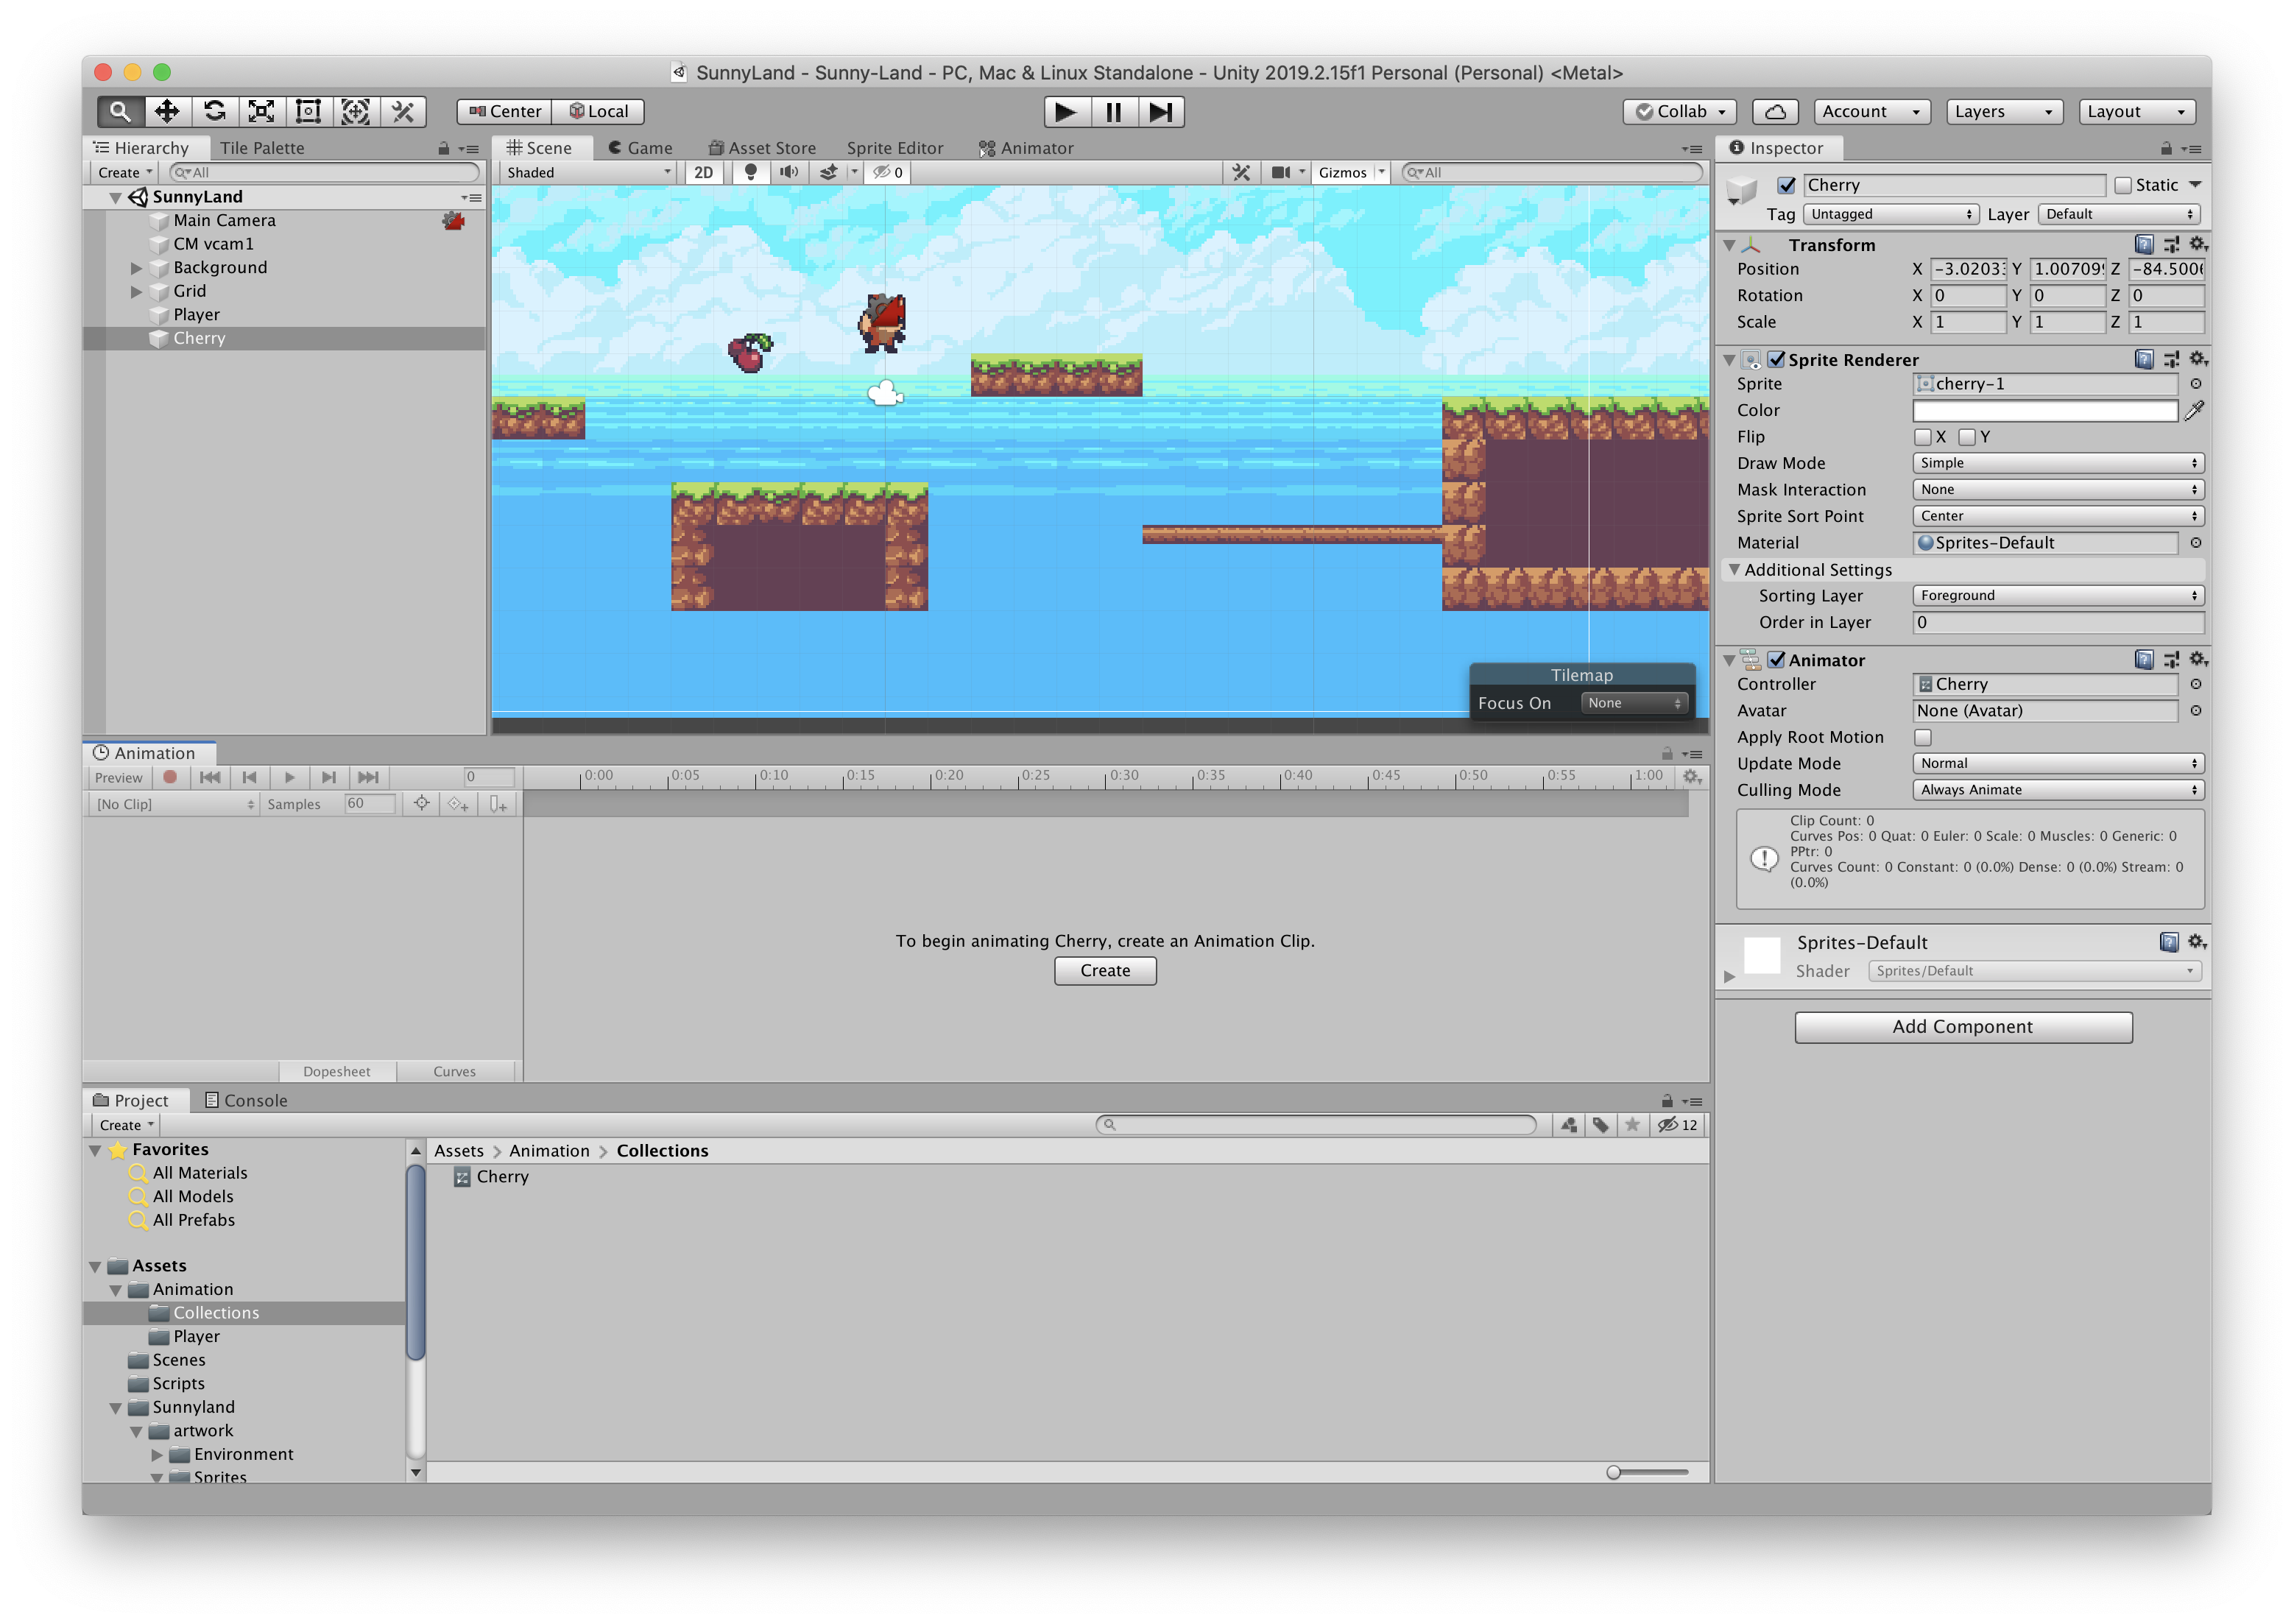 SunnyLand - Sunny-Land - PC, Mac & Linux Standalone - Unity 2019.2.15f1 Personal (Personal) <Metal>
Center Local Collab Account Layers Layout
Hierarchy Tile Palette
Create All
SunnyLand
Main Camera
CM vcam1
Background
Grid
Player
Cherry
Scene Game Asset Store Sprite Editor Animator
Shaded 2D 0 Gizmos All
Tilemap
Focus On None
Inspector
Cherry Static
Tag Untagged Layer Default
Transform
Position X -3.0203 Y 1.00709 Z -84.500
Rotation X 0 Y 0 Z 0
Scale X 1 Y 1 Z 1
Sprite Renderer
Sprite cherry-1
Color
Flip X Y
Draw Mode Simple
Mask Interaction None
Sprite Sort Point Center
Material Sprites-Default
Additional Settings
Sorting Layer Foreground
Order in Layer 0
Animator
Controller Cherry
Avatar None (Avatar)
Apply Root Motion
Update Mode Normal
Culling Mode Always Animate
Clip Count: 0
Curves Pos: 0 Quat: 0 Euler: 0 Scale: 0 Muscles: 0 Generic: 0
PPtr: 0
Curves Count: 0 Constant: 0 (0.0%) Dense: 0 (0.0%) Stream: 0
(0.0%)
Sprites-Default
Shader Sprites/Default
Add Component
Animation
Preview 0 0:00 0:05 0:10 0:15 0:20 0:25 0:30 0:35 0:40 0:45 0:50 0:55 1:00
[No Clip] Samples 60
To begin animating Cherry, create an Animation Clip.
Create
Dopesheet Curves
Project Console
Create 12
Favorites
All Materials
All Models
All Prefabs
Assets
Animation
Collections
Player
Scenes
Scripts
Sunnyland
artwork
Environment
Sprites
Assets > Animation > Collections
Cherry